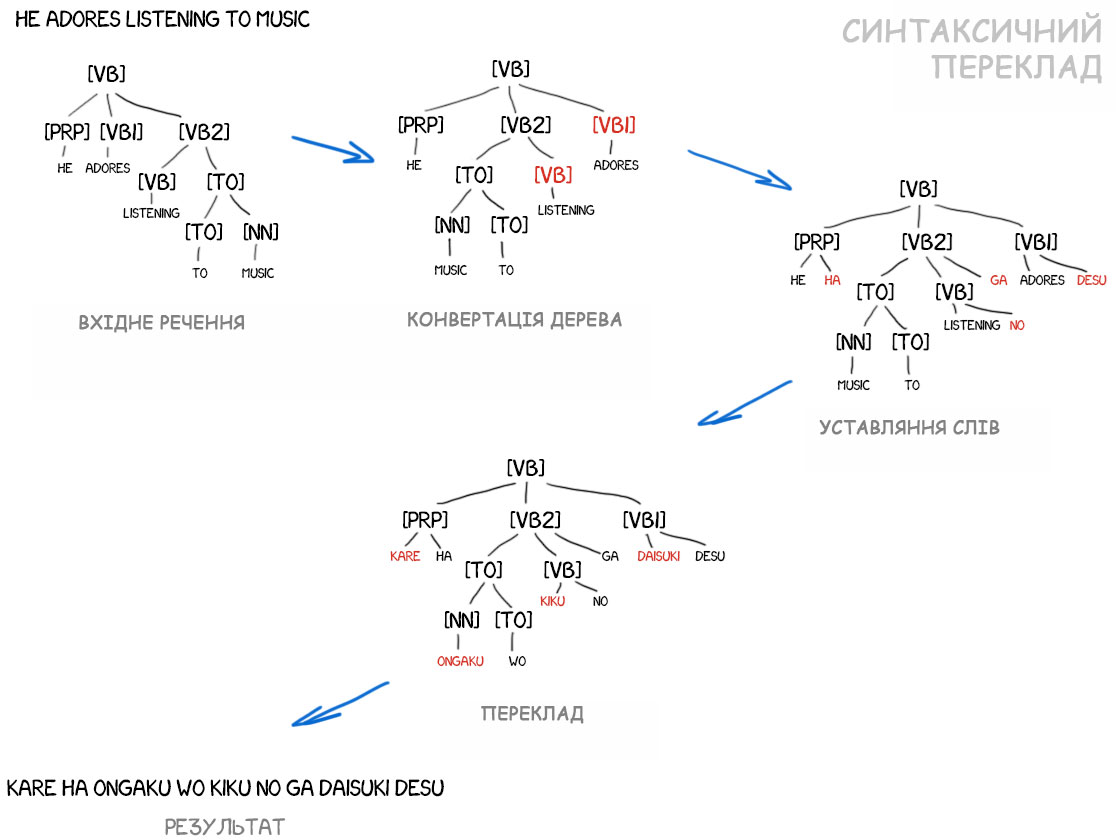 HE ADORES LISTENING TO MUSIC
СИНТАКСИЧНИЙ
ПЕРЕКЛАД
[VB]
[PRP] [VB1] [VB2]
HE ADORES
[VB] [TO]
LISTENING
[TO] [NN]
TO MUSIC
ВХІДНЕ РЕЧЕННЯ
[VB]
[PRP] [VB2] [VB1]
HE ADORES
[TO] [VB]
LISTENING
[NN] [TO]
MUSIC TO
КОНВЕРТАЦІЯ ДЕРЕВА
[VB]
[PRP] [VB2] [VB1]
HE HA GA ADORES DESU
[TO] [VB]
LISTENING NO
[NN] [TO]
MUSIC TO
УСТАВЛЯННЯ СЛІВ
[VB]
[PRP] [VB2] [VB1]
KARE HA GA DAISUKI DESU
[TO] [VB]
KIKU NO
[NN] [TO]
ONGAKU WO
ПЕРЕКЛАД
KARE HA ONGAKU WO KIKU NO GA DAISUKI DESU
РЕЗУЛЬТАТ